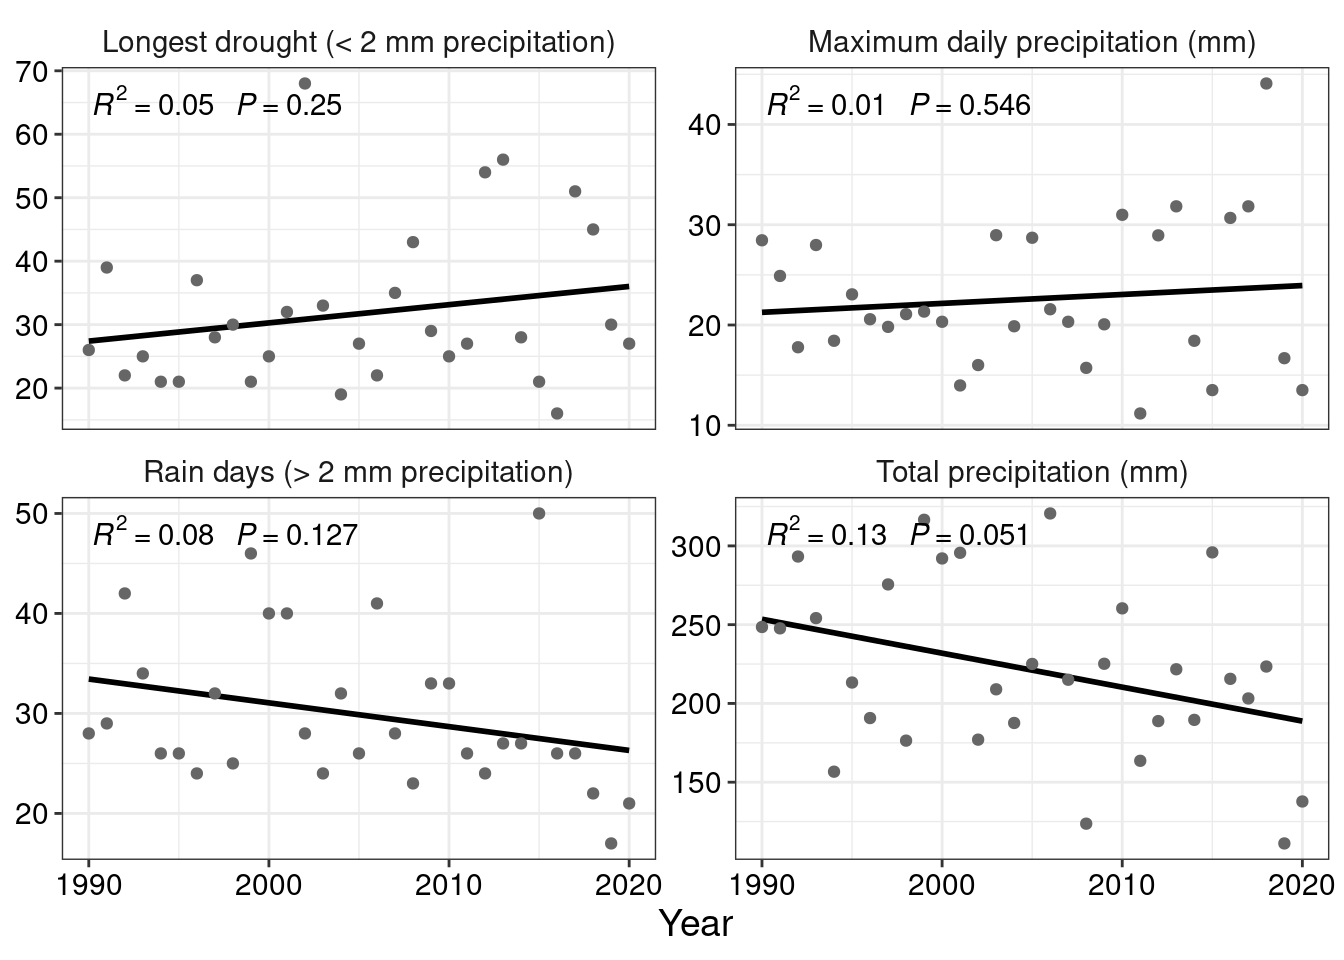 Longest drought (< 2 mm precipitation)
R² = 0.05 P = 0.25
70
60
50
40
30
20
Maximum daily precipitation (mm)
R² = 0.01 P = 0.546
40
30
20
10
Rain days (> 2 mm precipitation)
R² = 0.08 P = 0.127
50
40
30
20
1990 2000 2010 2020
Total precipitation (mm)
R² = 0.13 P = 0.051
300
250
200
150
1990 2000 2010 2020
Year